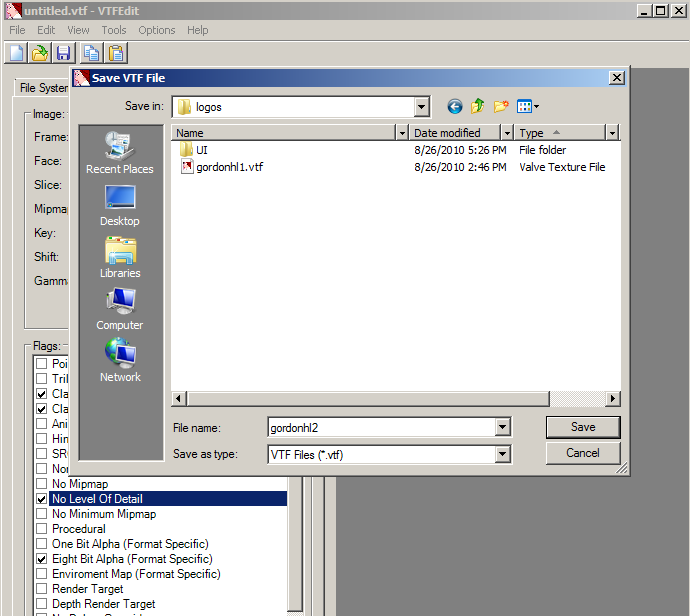 untitled.vtf - VTFEdit
File Edit View Tools Options Help
Save VTF File
File System
Save in: logos
Image:
Frame:
Face:
Slice:
Mipmap
Key:
Shift:
Gamma
Recent Places
Desktop
Libraries
Computer
Network
Name Date modified Type
UI 8/26/2010 5:26 PM File folder
gordonhl1.vtf 8/26/2010 2:46 PM Valve Texture File
File name: gordonhl2 Save
Save as type: VTF Files (*.vtf) Cancel
Flags:
Poi
Tril
Cla
Cla
Ani
Hin
SR
Nor
No Mipmap
No Level Of Detail
No Minimum Mipmap
Procedural
One Bit Alpha (Format Specific)
Eight Bit Alpha (Format Specific)
Enviroment Map (Format Specific)
Render Target
Depth Render Target